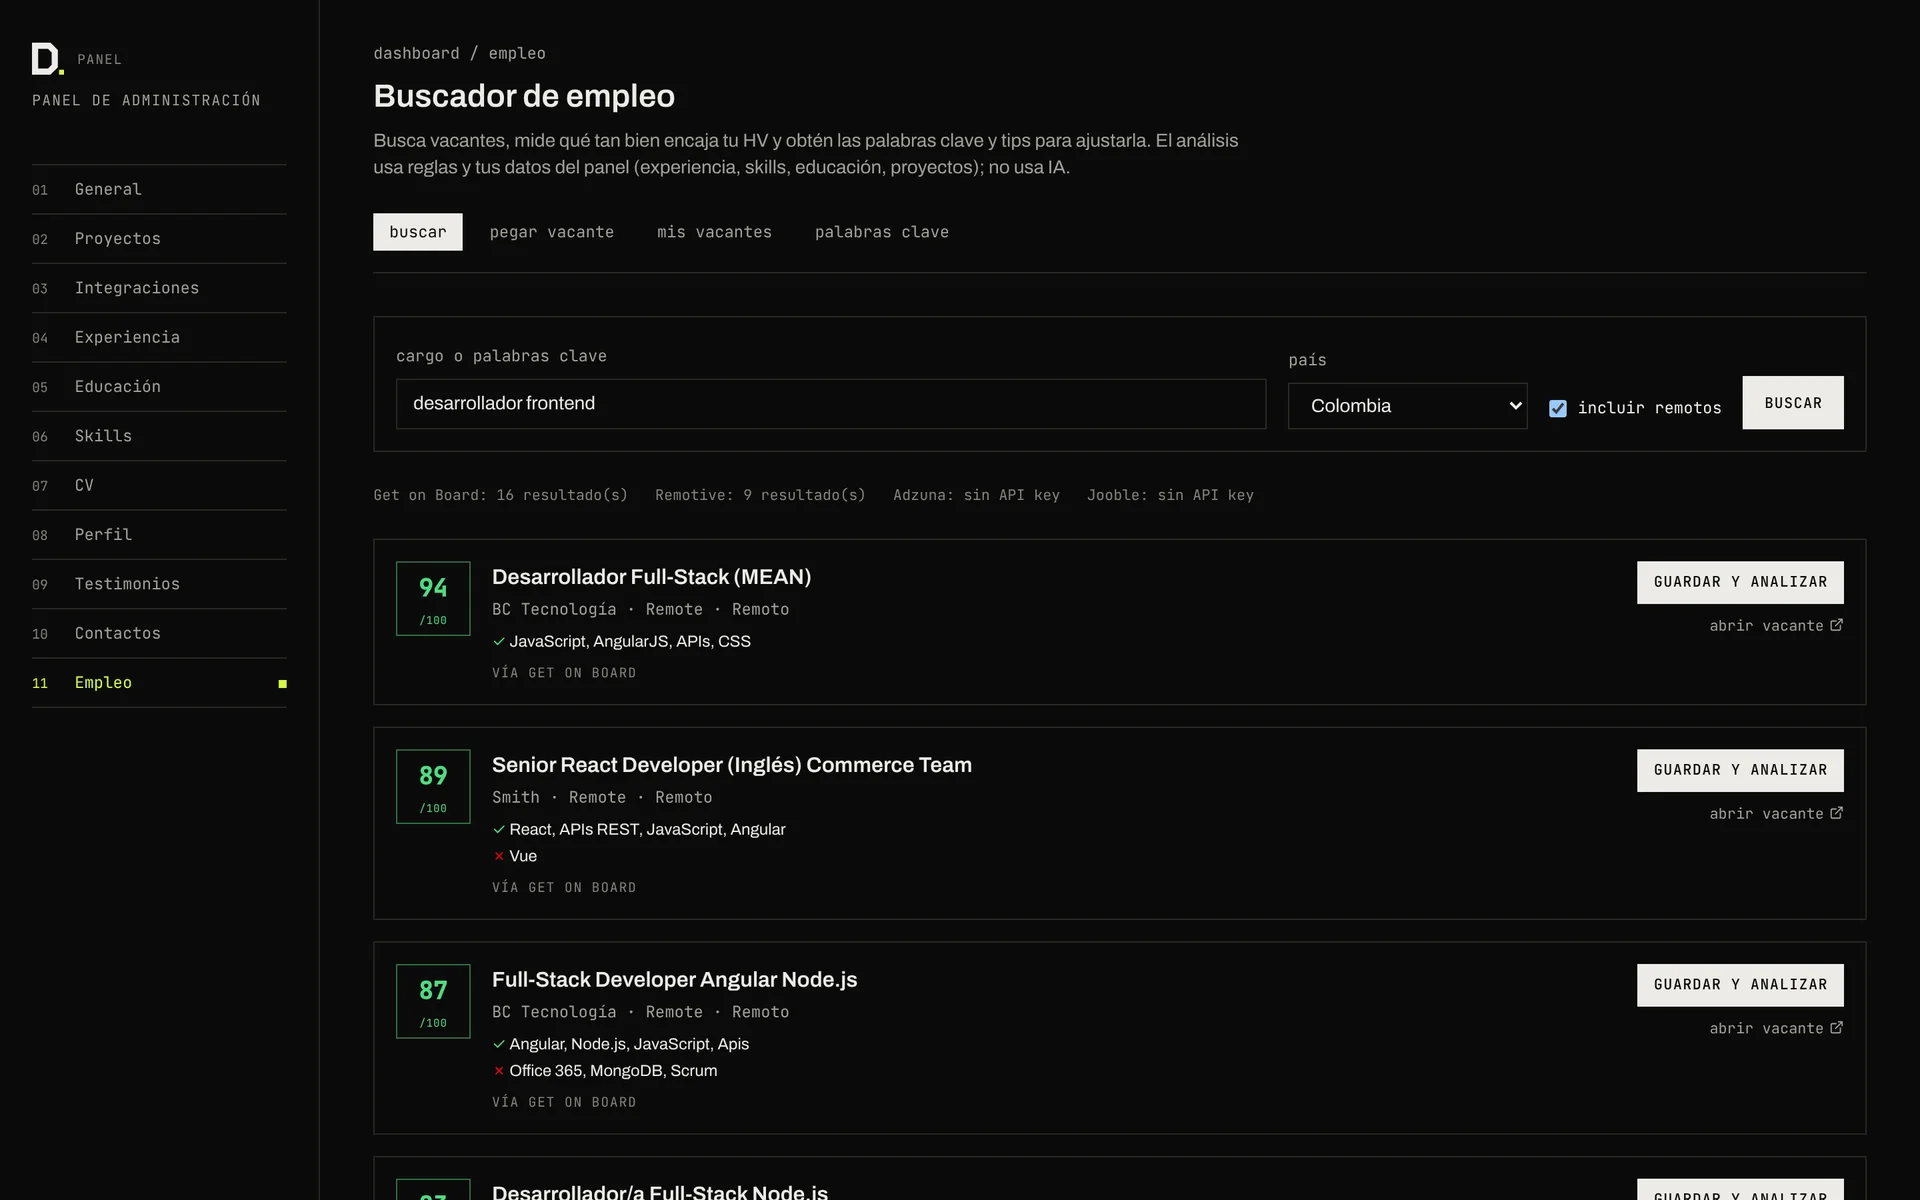 D. PANEL
PANEL DE ADMINISTRACIÓN
01 General
02 Proyectos
03 Integraciones
04 Experiencia
05 Educación
06 Skills
07 CV
08 Perfil
09 Testimonios
10 Contactos
11 Empleo
dashboard / empleo
Buscador de empleo
Busca vacantes, mide qué tan bien encaja tu HV y obtén las palabras clave y tips para ajustarla. El análisis
usa reglas y tus datos del panel (experiencia, skills, educación, proyectos); no usa IA.
buscar pegar vacante mis vacantes palabras clave
cargo o palabras clave
desarrollador frontend
país
Colombia
incluir remotos
BUSCAR
Get on Board: 16 resultado(s) Remotive: 9 resultado(s) Adzuna: sin API key Jooble: sin API key
94
/100
Desarrollador Full-Stack (MEAN)
BC Tecnología · Remote · Remoto
✓ JavaScript, AngularJS, APIs, CSS
VÍA GET ON BOARD
GUARDAR Y ANALIZAR
abrir vacante
89
/100
Senior React Developer (Inglés) Commerce Team
Smith · Remote · Remoto
✓ React, APIs REST, JavaScript, Angular
× Vue
VÍA GET ON BOARD
GUARDAR Y ANALIZAR
abrir vacante
87
/100
Full-Stack Developer Angular Node.js
BC Tecnología · Remote · Remoto
✓ Angular, Node.js, JavaScript, Apis
× Office 365, MongoDB, Scrum
VÍA GET ON BOARD
GUARDAR Y ANALIZAR
abrir vacante
Desarrollador/a Full-Stack Node.js
GUARDAR Y ANALIZAR